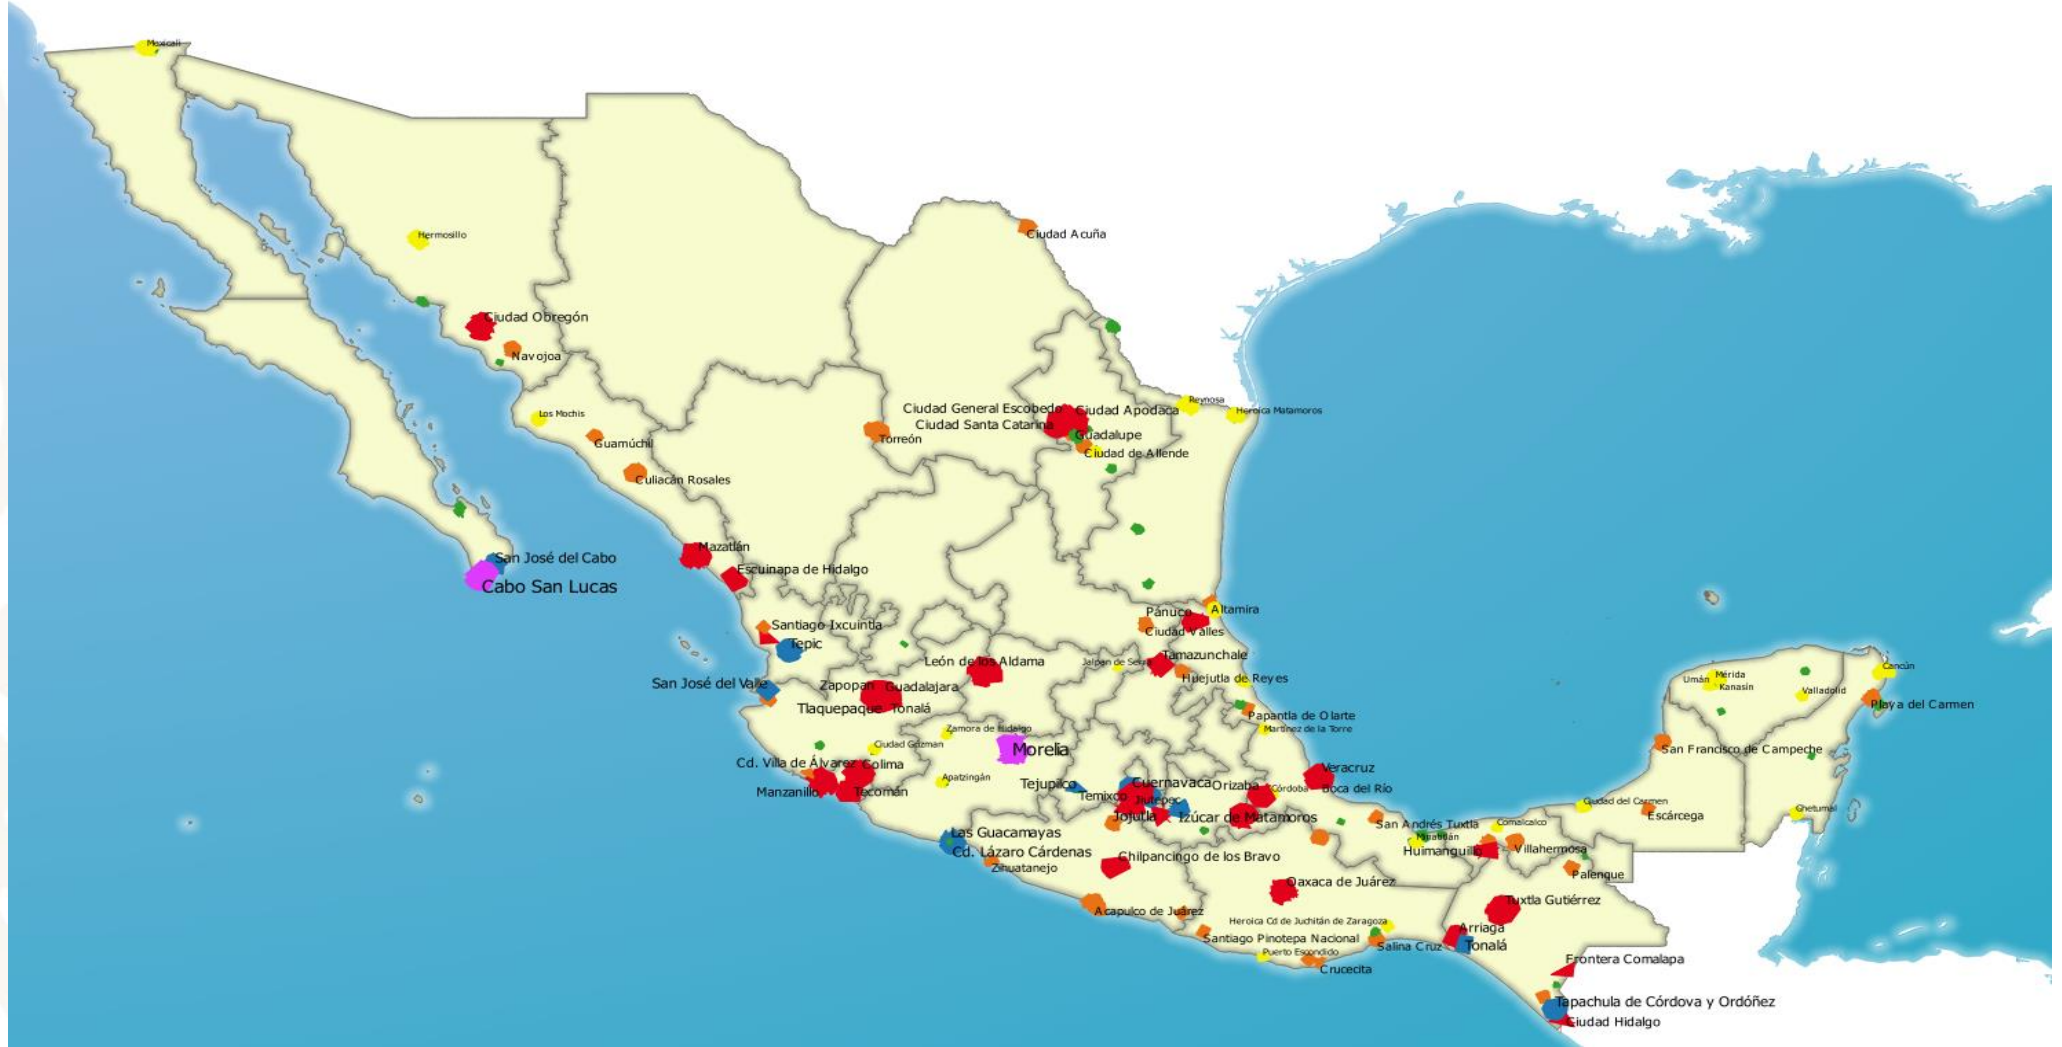 Mexicali
Hermosillo
Ciudad Acuña
Ciudad Obregón
Navojoa
Los Mochis
Guamúchil
Culiacán Rosales
Torreón
Ciudad General Escobedo
Ciudad Apodaca
Ciudad Santa Catarina
Guadalupe
Ciudad de Allende
Reynosa
Heroica Matamoros
San José del Cabo
Cabo San Lucas
Mazatlán
Escuinapa de Hidalgo
Santiago Ixcuintla
Tepic
San José del Valle
Pánuco
Altamira
Ciudad Valles
León de los Aldama
Jalpan de Serra
Tamazunchale
Huejutla de Reyes
Zapopan
Guadalajara
Tlaquepaque
Tonalá
Papantla de Olarte
Martínez de la Torre
Zamora de Hidalgo
Ciudad Guzmán
Morelia
Cd. Villa de Álvarez
Colima
Manzanillo
Tecomán
Apatzingán
Tejupilco
Cuernavaca
Temixco
Jiutepec
Jojutla
Orizaba
Córdoba
Izúcar de Matamoros
Veracruz
Boca del Río
Las Guacamayas
Cd. Lázaro Cárdenas
Zihuatanejo
Chilpancingo de los Bravo
Acapulco de Juárez
Oaxaca de Juárez
Heroica Cd de Juchitán de Zaragoza
Santiago Pinotepa Nacional
Salina Cruz
Puerto Escondido
Crucecita
San Andrés Tuxtla
Minatitlán
Huimanguillo
Comalcalco
Villahermosa
Palenque
Tuxtla Gutiérrez
Arriaga
Tonalá
Frontera Comalapa
Tapachula de Córdova y Ordóñez
Ciudad Hidalgo
Ciudad del Carmen
Escárcega
San Francisco de Campeche
Chetumal
Umán
Mérida
Kanasín
Valladolid
Cancún
Playa del Carmen